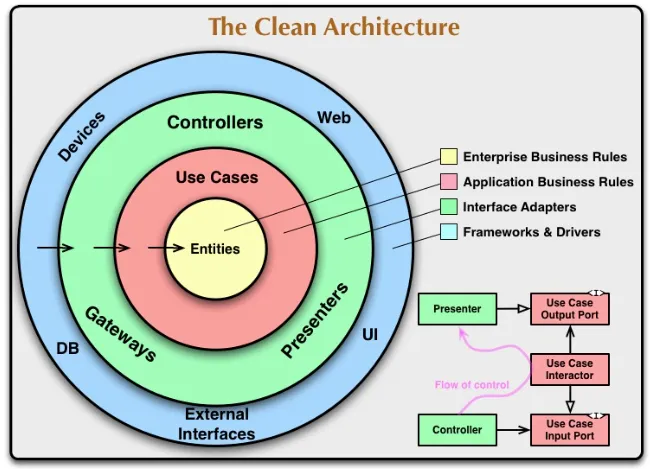 The Clean Architecture
Devices
Web
Controllers
Use Cases
Entities
Gateways
Presenters
DB
UI
External
Interfaces
Enterprise Business Rules
Application Business Rules
Interface Adapters
Frameworks & Drivers
Presenter
<I>
Use Case
Output Port
Flow of control
Use Case
Interactor
Controller
<I>
Use Case
Input Port